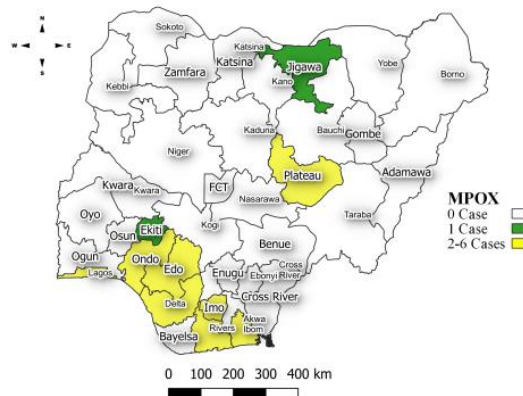 N
W E
S
Sokoto
Katsina
Zamfara
Katsina
Jigawa
Yobe
Borno
Kebbi
Kano
Kaduna
Bauchi
Gombe
Niger
Plateau
Adamawa
FCT
Kwara
Kwara
Nasarawa
Taraba
Oyo
Ekiti
Kogi
Osun
Benue
Ogun
Lagos
Ondo
Edo
Enugu
Ebonyi
Cross
River
Delta
Imo
Cross River
Rivers
Akwa
Ibom
Bayelsa
MPOX
0 Case
1 Case
2-6 Cases
0 100 200 300 400 km